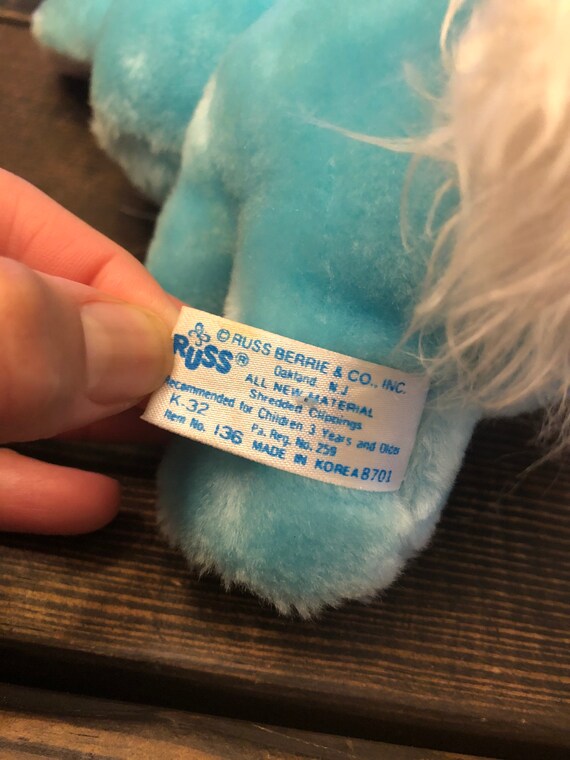 RUSS®
© RUSS BERRIE & CO., INC.
Oakland, N.J
ALL NEW MATERIAL
Shredded Clippings
Recommended for Children 3 Years and Older
K-32 Pa. Reg. No. 259
Item No. 136 MADE IN KOREA 8701